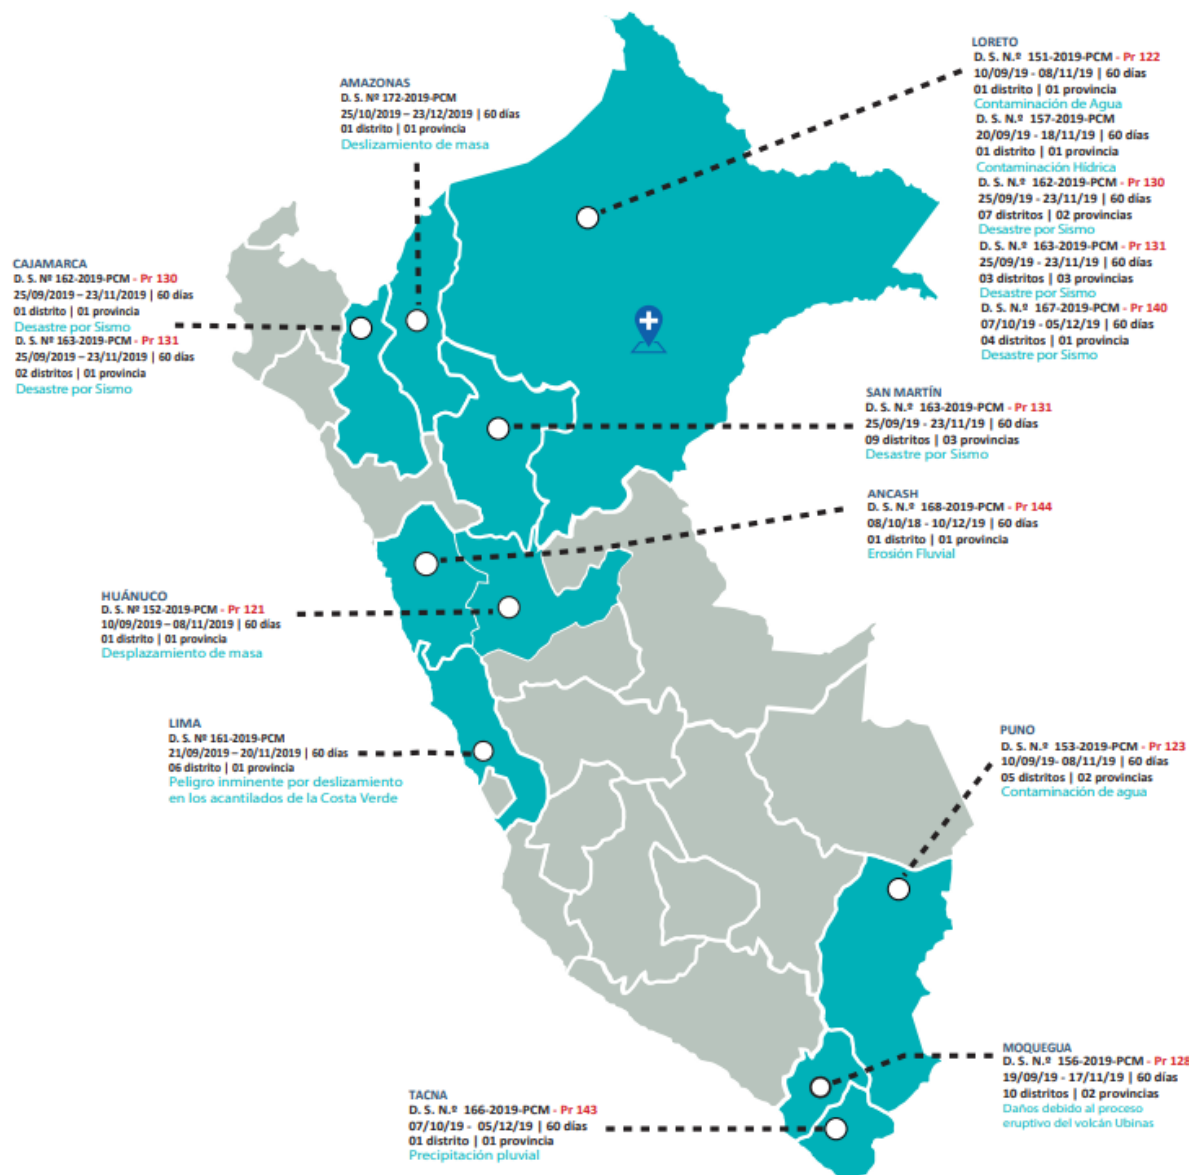 AMAZONAS
D. S. Nº 172-2019-PCM
25/10/2019 – 23/12/2019 | 60 días
01 distrito | 01 provincia
Deslizamiento de masa
LORETO
D. S. N.º 151-2019-PCM - Pr 122
10/09/19 - 08/11/19 | 60 días
01 distrito | 01 provincia
Contaminación de Agua
D. S. N.º 157-2019-PCM
20/09/19 - 18/11/19 | 60 días
01 distrito | 01 provincia
Contaminación Hídrica
D. S. N.º 162-2019-PCM - Pr 130
25/09/19 - 23/11/19 | 60 días
07 distritos | 02 provincias
Desastre por Sismo
D. S. N.º 163-2019-PCM - Pr 131
25/09/19 - 23/11/19 | 60 días
03 distritos | 03 provincias
Desastre por Sismo
D. S. N.º 167-2019-PCM - Pr 140
07/10/19 - 05/12/19 | 60 días
04 distritos | 01 provincia
Desastre por Sismo
CAJAMARCA
D. S. Nº 162-2019-PCM - Pr 130
25/09/2019 – 23/11/2019 | 60 días
01 distrito | 01 provincia
Desastre por Sismo
D. S. Nº 163-2019-PCM - Pr 131
25/09/2019 – 23/11/2019 | 60 días
02 distritos | 01 provincia
Desastre por Sismo
SAN MARTÍN
D. S. N.º 163-2019-PCM - Pr 131
25/09/19 - 23/11/19 | 60 días
09 distritos | 03 provincias
Desastre por Sismo
ANCASH
D. S. N.º 168-2019-PCM - Pr 144
08/10/18 - 10/12/19 | 60 días
01 distrito | 01 provincia
Erosión Fluvial
HUÁNUCO
D. S. Nº 152-2019-PCM - Pr 121
10/09/2019 – 08/11/2019 | 60 días
01 distrito | 01 provincia
Desplazamiento de masa
LIMA
D. S. Nº 161-2019-PCM
21/09/2019 – 20/11/2019 | 60 días
06 distrito | 01 provincia
Peligro inminente por deslizamiento
en los acantilados de la Costa Verde
PUNO
D. S. N.º 153-2019-PCM - Pr 123
10/09/19- 08/11/19 | 60 días
05 distritos | 02 provincias
Contaminación de agua
MOQUEGUA
D. S. N.º 156-2019-PCM - Pr 128
19/09/19 - 17/11/19 | 60 días
10 distritos | 02 provincias
Daños debido al proceso
eruptivo del volcán Ubinas
TACNA
D. S. N.º 166-2019-PCM - Pr 143
07/10/19 - 05/12/19 | 60 días
01 distrito | 01 provincia
Precipitación pluvial